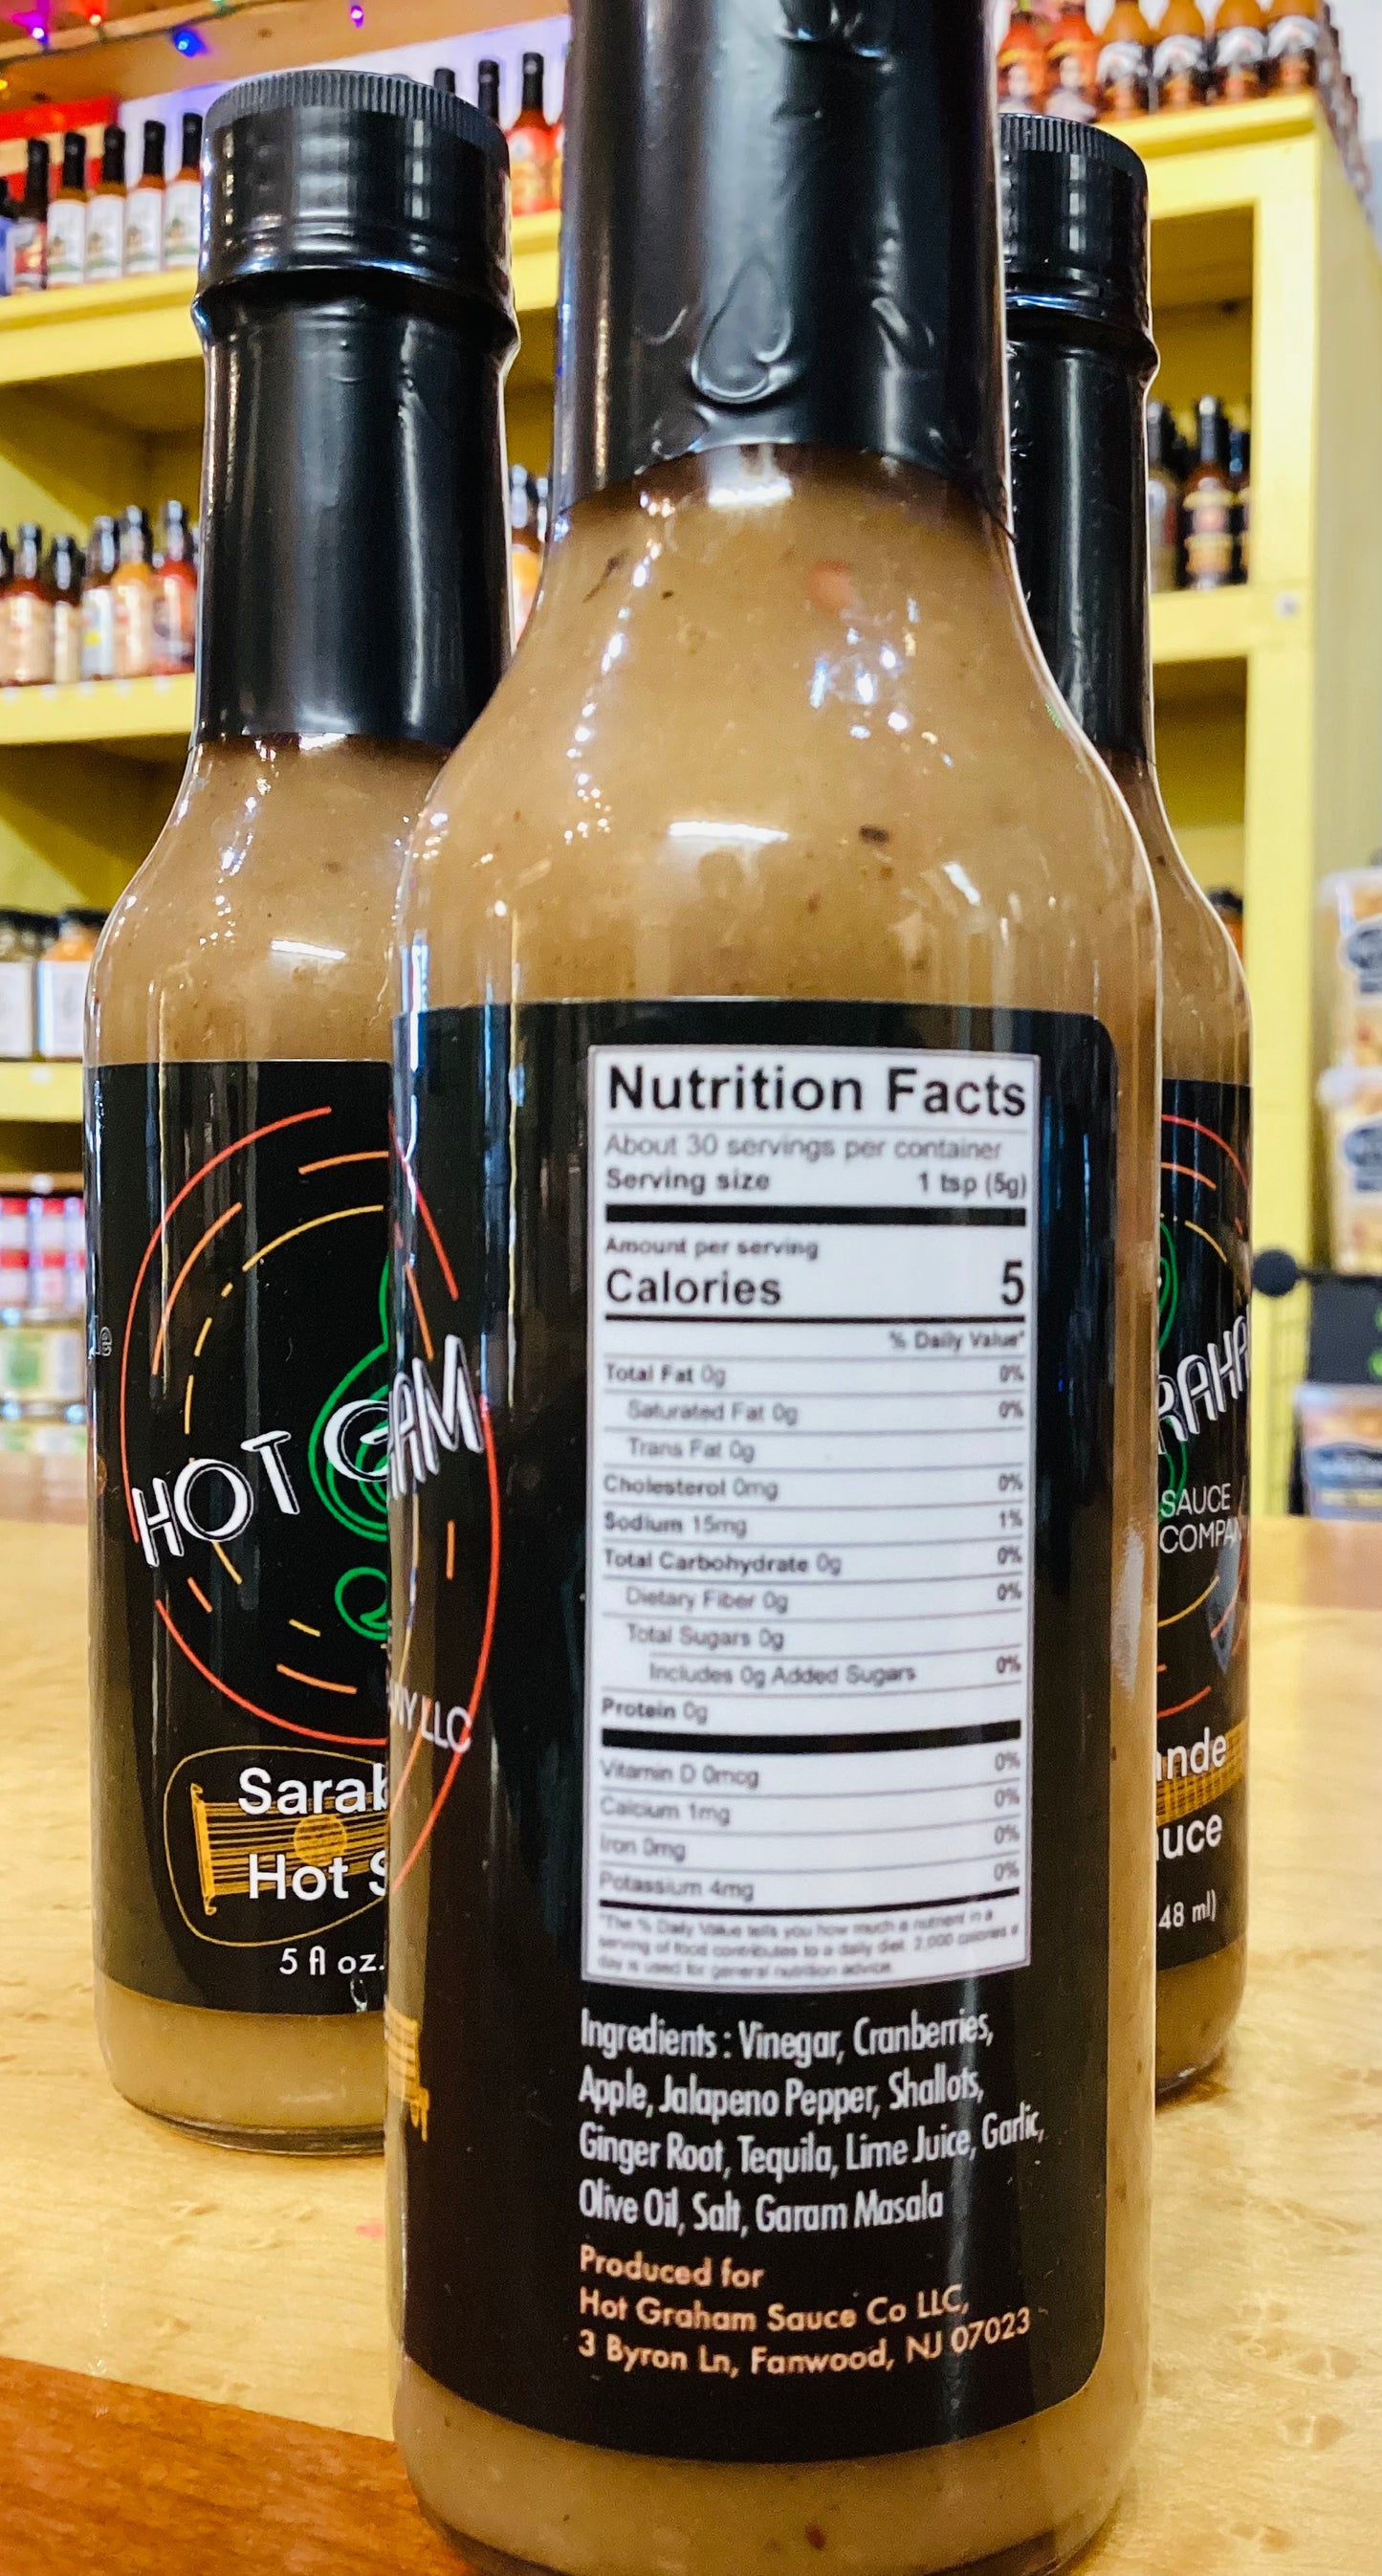 HOT G
Sarab
Hot S
5 fl oz.
AM
NY LLC
Nutrition Facts
About 30 servings per container
Serving size 1 tsp (5g)
Amount per serving
Calories 5
% Daily Value*
Total Fat 0g 0%
Saturated Fat 0g 0%
Trans Fat 0g
Cholesterol 0mg 0%
Sodium 15mg 1%
Total Carbohydrate 0g 0%
Dietary Fiber 0g 0%
Total Sugars 0g
Includes 0g Added Sugars 0%
Protein 0g
Vitamin D 0mcg 0%
Calcium 1mg 0%
Iron 0mg 0%
Potassium 4mg 0%
*The % Daily Value tells you how much a nutrient in a
serving of food contributes to a daily diet. 2,000 calories a
day is used for general nutrition advice.
Ingredients : Vinegar, Cranberries,
Apple, Jalapeno Pepper, Shallots,
Ginger Root, Tequila, Lime Juice, Garlic,
Olive Oil, Salt, Garam Masala
Produced for
Hot Graham Sauce Co LLC,
3 Byron Ln, Fanwood, NJ 07023
RAHA
SAUCE
COMPAN
ande
uce
48 ml)